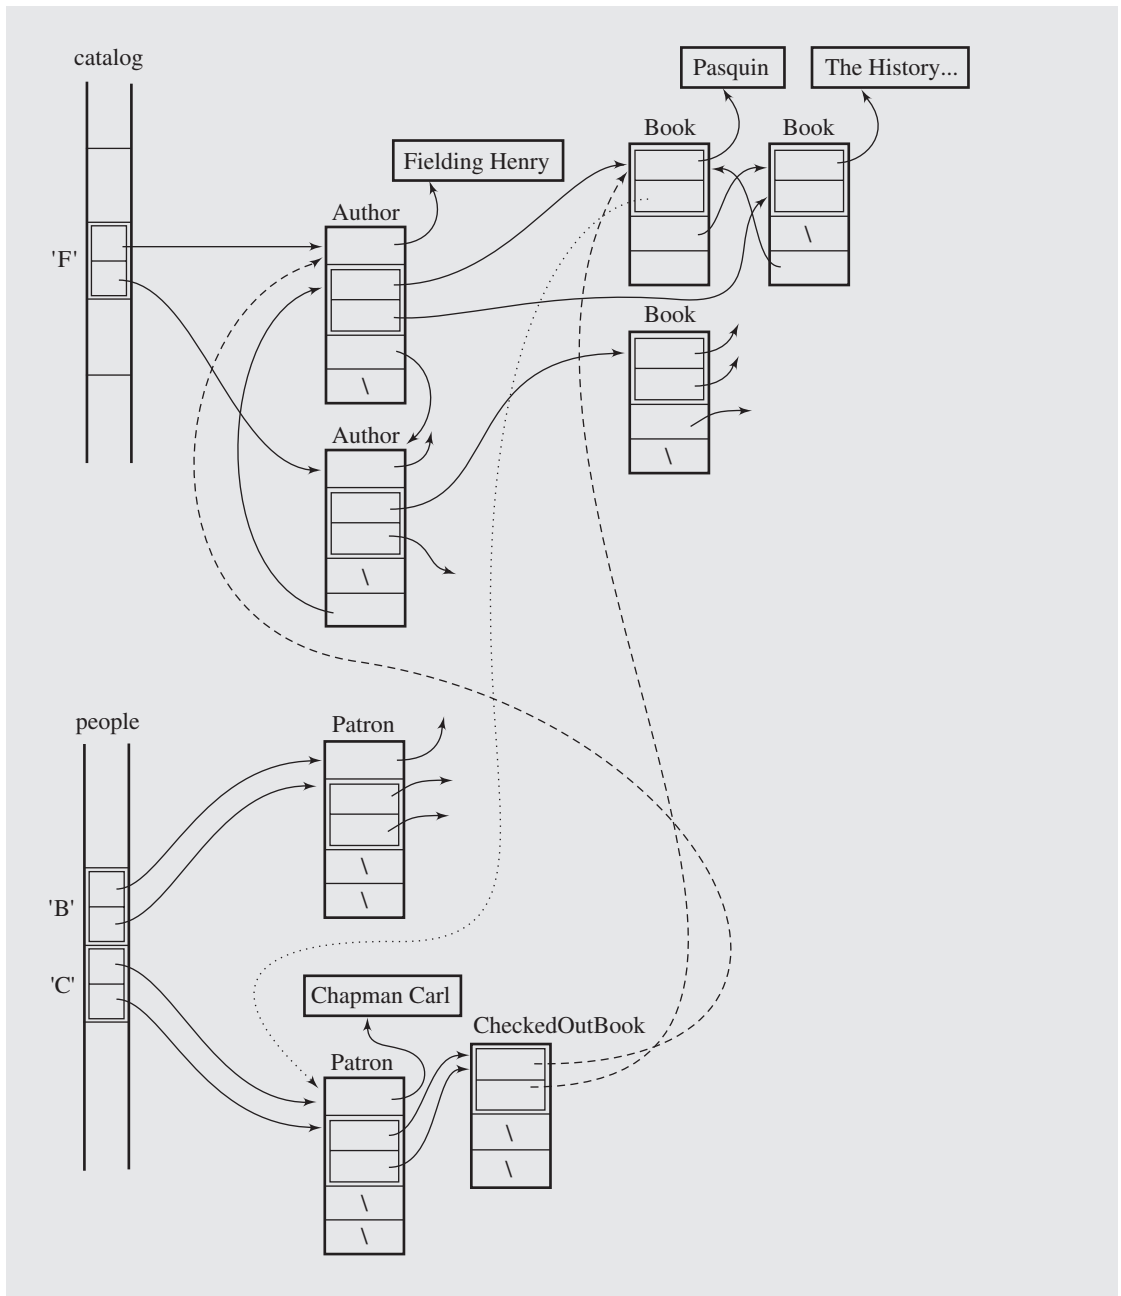 catalog
Pasquin
The History...
Book
Book
Fielding Henry
Author
'F'
\
Book
\
Author
\
\
people
Patron
\
\
'B'
'C'
Chapman Carl
CheckedOutBook
Patron
\
\
\
\